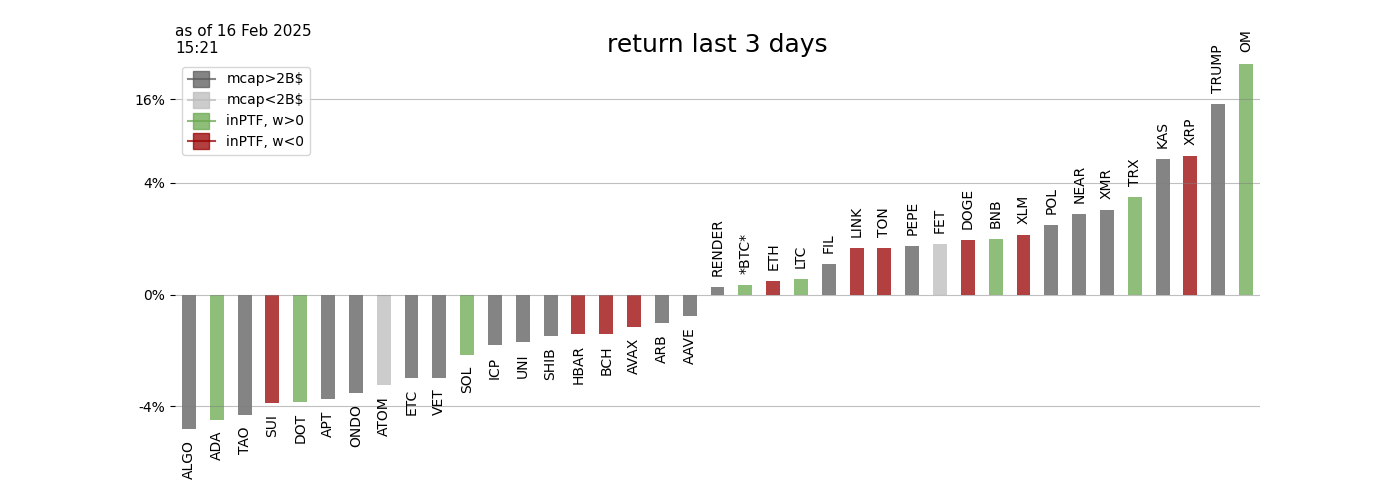 as of 16 Feb 2025
15:21
return last 3 days
mcap>2B$
mcap<2B$
inPTF, w>0
inPTF, w<0
16%
4%
0%
-4%
ALGO
ADA
TAO
SUI
DOT
APT
ONDO
ATOM
ETC
VET
SOL
ICP
UNI
SHIB
HBAR
BCH
AVAX
ARB
AAVE
RENDER
*BTC*
ETH
LTC
FIL
LINK
TON
PEPE
FET
DOGE
BNB
XLM
POL
NEAR
XMR
TRX
KAS
XRP
TRUMP
OM